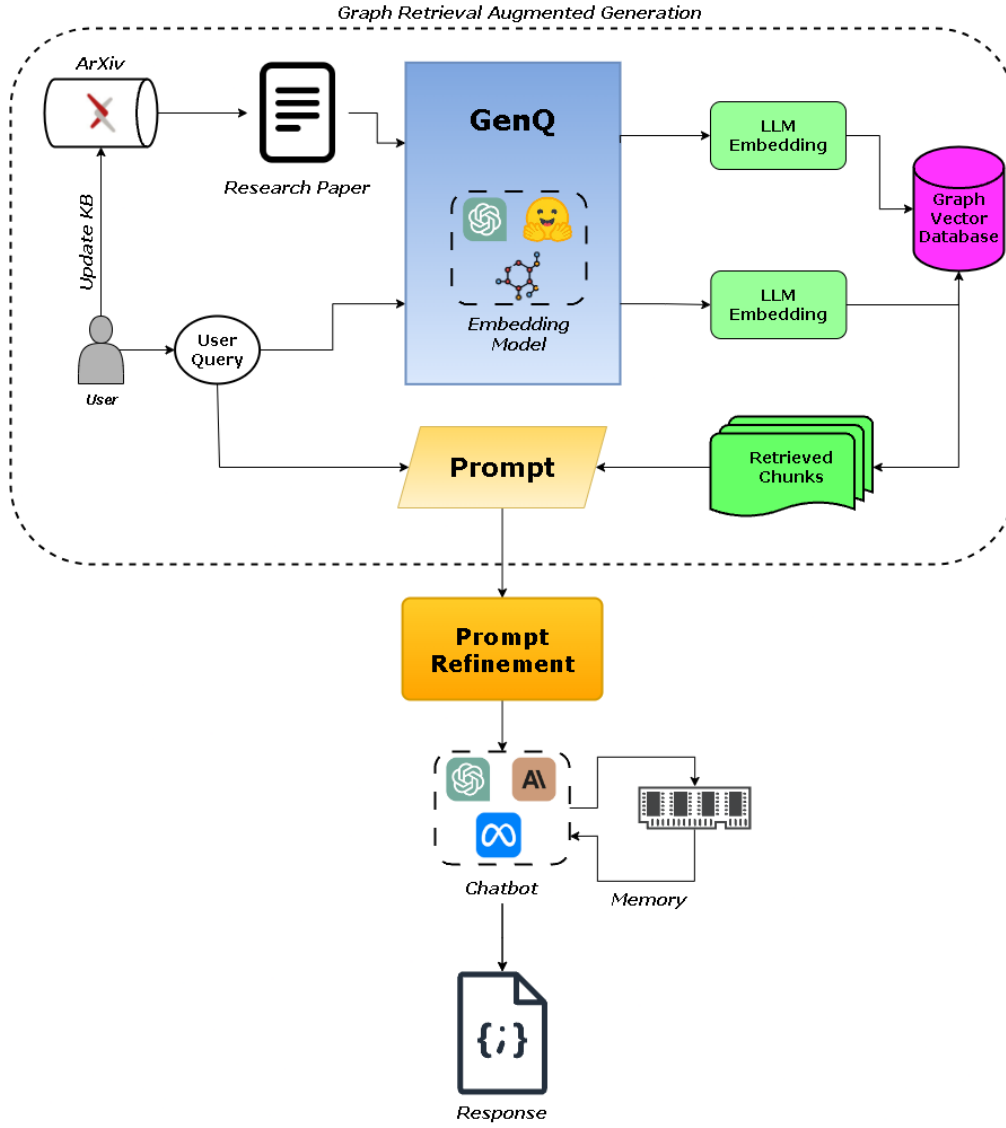 Graph Retrieval Augmented Generation
ArXiv
Research Paper
GenQ
Embedding
Model
LLM
Embedding
Graph
Vector
Database
Update KB
User
User
Query
LLM
Embedding
Prompt
Retrieved
Chunks
Prompt
Refinement
A\
Chatbot
Memory
{;}
Response